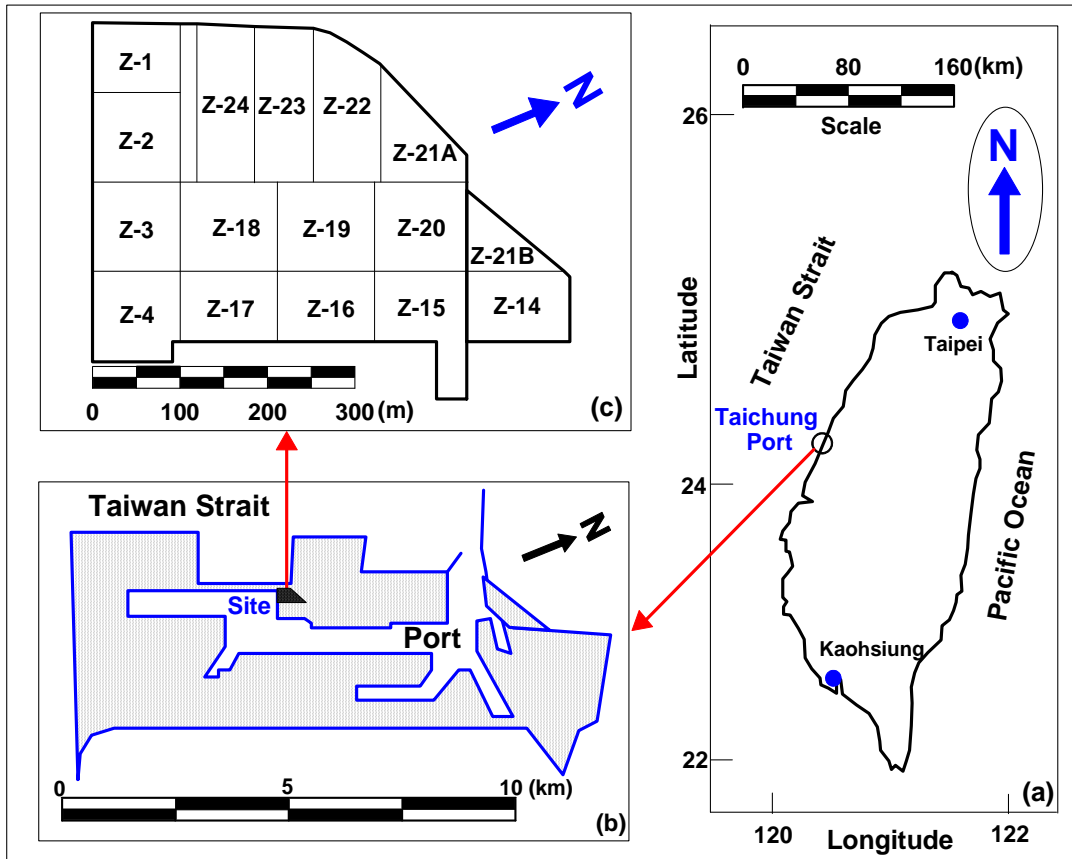 Z-1
Z-24 Z-23 Z-22
Z-2
Z-21A
N
Z-3 Z-18 Z-19 Z-20
Z-21B
Z-4 Z-17 Z-16 Z-15 Z-14
0 100 200 300 (m)
(c)
Taiwan Strait
N
Site
Port
0 5 10 (km)
(b)
0 80 160 (km)
Scale
26
N
Latitude
Taiwan Strait
Taipei
Taichung
Port
24
Pacific Ocean
Kaohsiung
22
(a)
120 122
Longitude